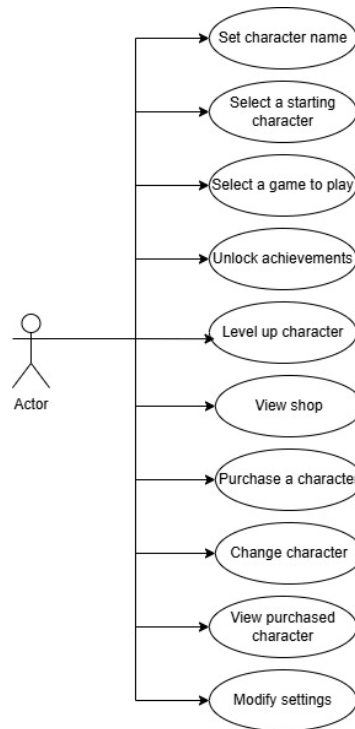 Set character name
Select a starting
character
Select a game to play
Unlock achievements
Level up character
Actor
View shop
Purchase a character
Change character
View purchased
character
Modify settings